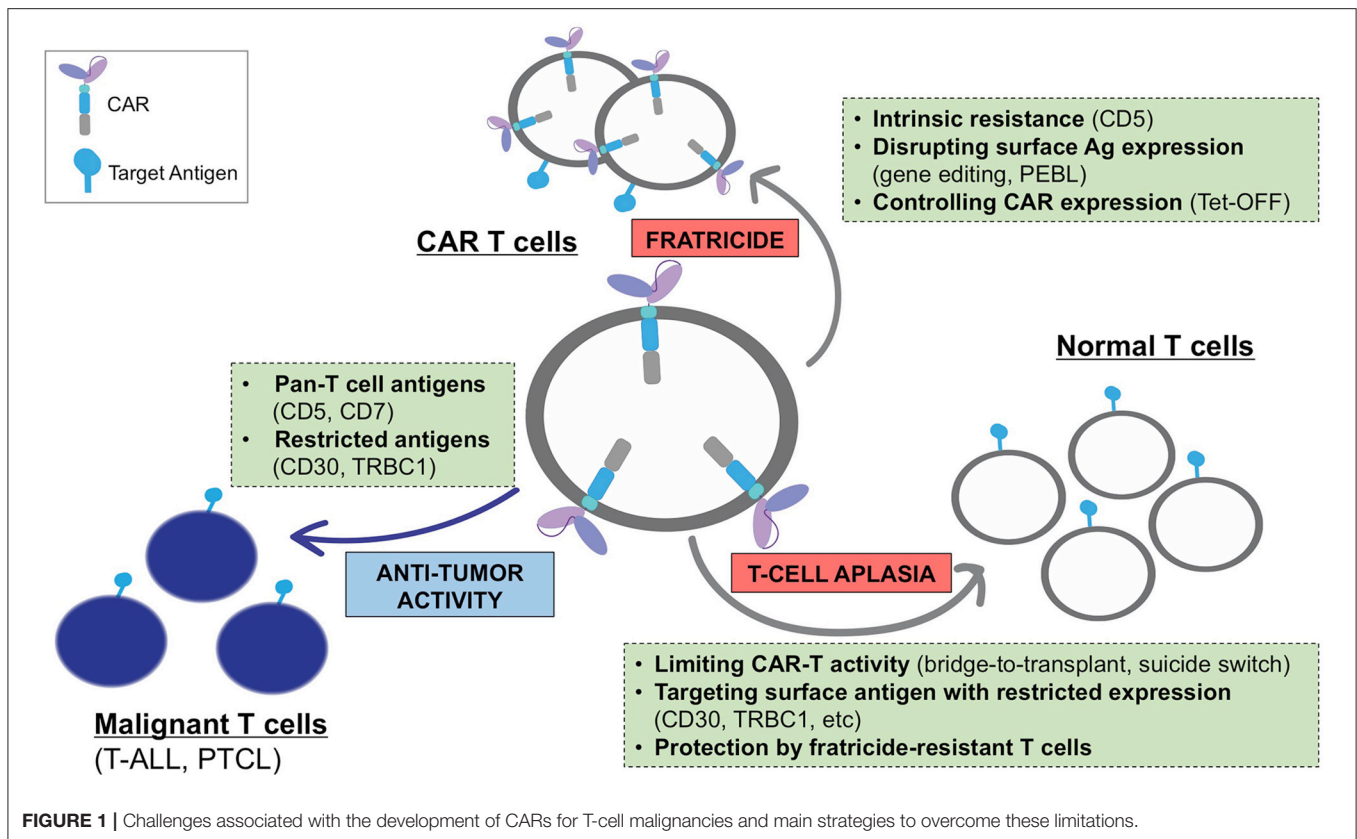 CAR
Target Antigen
CAR T cells
FRATRICIDE
• Intrinsic resistance (CD5)
• Disrupting surface Ag expression
(gene editing, PEBL)
• Controlling CAR expression (Tet-OFF)
Normal T cells
• Pan-T cell antigens
(CD5, CD7)
• Restricted antigens
(CD30, TRBC1)
ANTI-TUMOR
ACTIVITY
T-CELL APLASIA
Malignant T cells
(T-ALL, PTCL)
• Limiting CAR-T activity (bridge-to-transplant, suicide switch)
• Targeting surface antigen with restricted expression
(CD30, TRBC1, etc)
• Protection by fratricide-resistant T cells
FIGURE 1 | Challenges associated with the development of CARs for T-cell malignancies and main strategies to overcome these limitations.